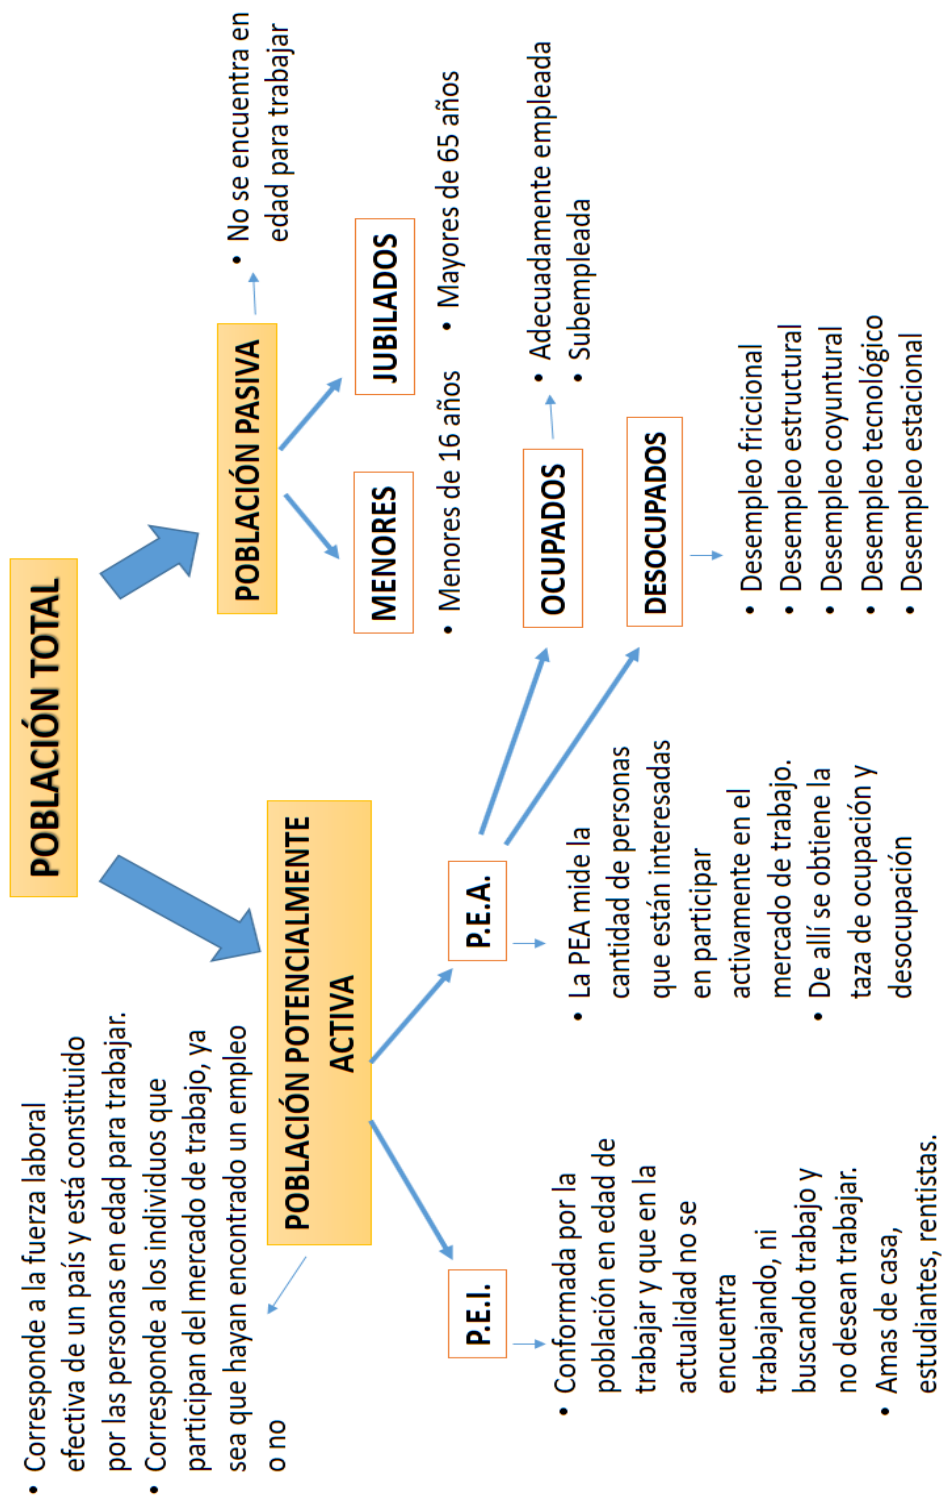 POBLACIÓN TOTAL
• Corresponde a la fuerza laboral
efectiva de un país y está constituido
por las personas en edad para trabajar.
• Corresponde a los individuos que
participan del mercado de trabajo, ya
sea que hayan encontrado un empleo
o no
POBLACIÓN POTENCIALMENTE
ACTIVA
POBLACIÓN PASIVA
• No se encuentra en
edad para trabajar
MENORES
JUBILADOS
• Menores de 16 años
• Mayores de 65 años
P.E.I.
• Conformada por la
población en edad de
trabajar y que en la
actualidad no se
encuentra
trabajando, ni
buscando trabajo y
no desean trabajar.
• Amas de casa,
estudiantes, rentistas.
P.E.A.
• La PEA mide la
cantidad de personas
que están interesadas
en participar
activamente en el
mercado de trabajo.
• De allí se obtiene la
taza de ocupación y
desocupación
OCUPADOS
• Adecuadamente empleada
• Subempleada
DESOCUPADOS
• Desempleo friccional
• Desempleo estructural
• Desempleo coyuntural
• Desempleo tecnológico
• Desempleo estacional